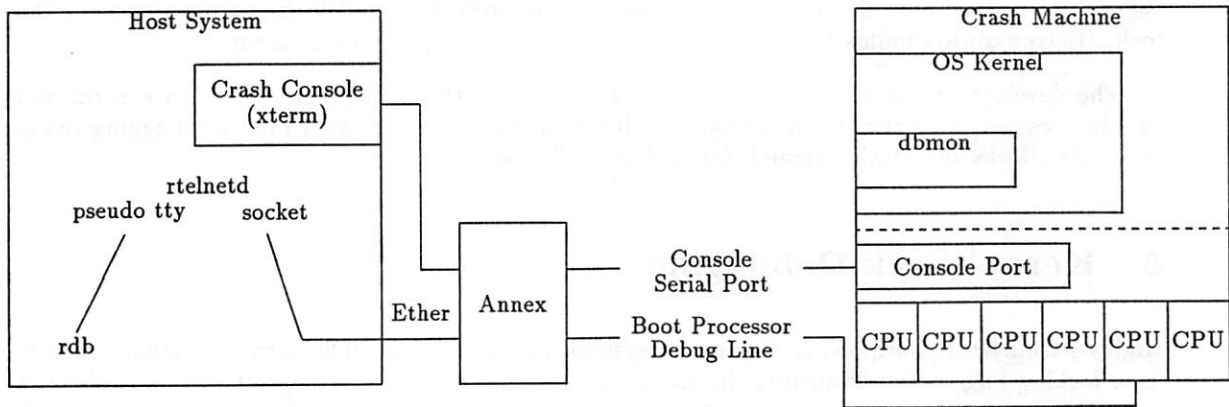 Host System
Crash Console
(xterm)
rtelnetd
pseudo tty
socket
rdb
Ether
Annex
Console
Serial Port
Boot Processor
Debug Line
Crash Machine
OS Kernel
dbmon
Console Port
CPU
CPU
CPU
CPU
CPU
CPU